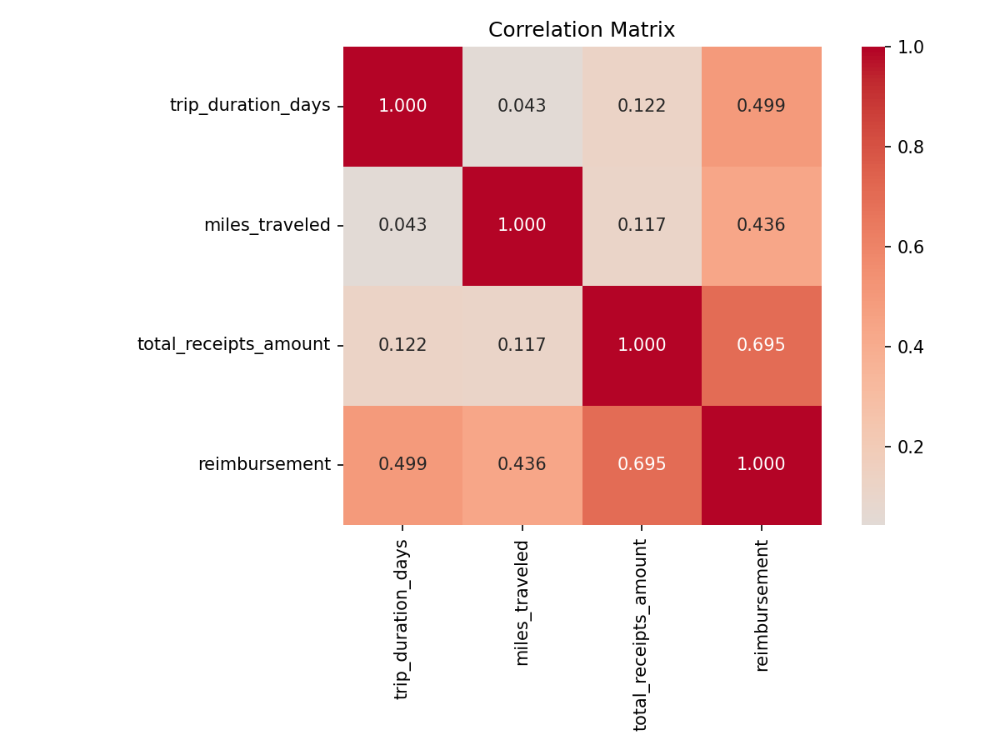 Correlation Matrix
trip_duration_days 1.000 0.043 0.122 0.499
miles_traveled 0.043 1.000 0.117 0.436
total_receipts_amount 0.122 0.117 1.000 0.695
reimbursement 0.499 0.436 0.695 1.000
trip_duration_days
miles_traveled
total_receipts_amount
reimbursement
1.0
0.8
0.6
0.4
0.2